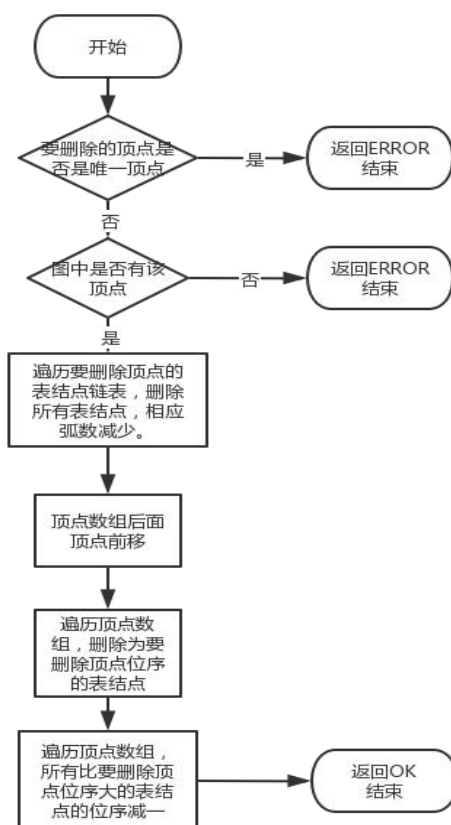 开始
要删除的顶点是
否是唯一顶点
是
返回ERROR
结束
否
图中是否有该
顶点
否
返回ERROR
结束
是
遍历要删除顶点的
表结点链表，删除
所有表结点，相应
弧数减少。
顶点数组后面
顶点前移
遍历顶点数
组，删除为要
删除顶点位序
的表结点
遍历顶点数组，
所有比要删除顶
点位序大的表结
点的位序减一
返回OK
结束